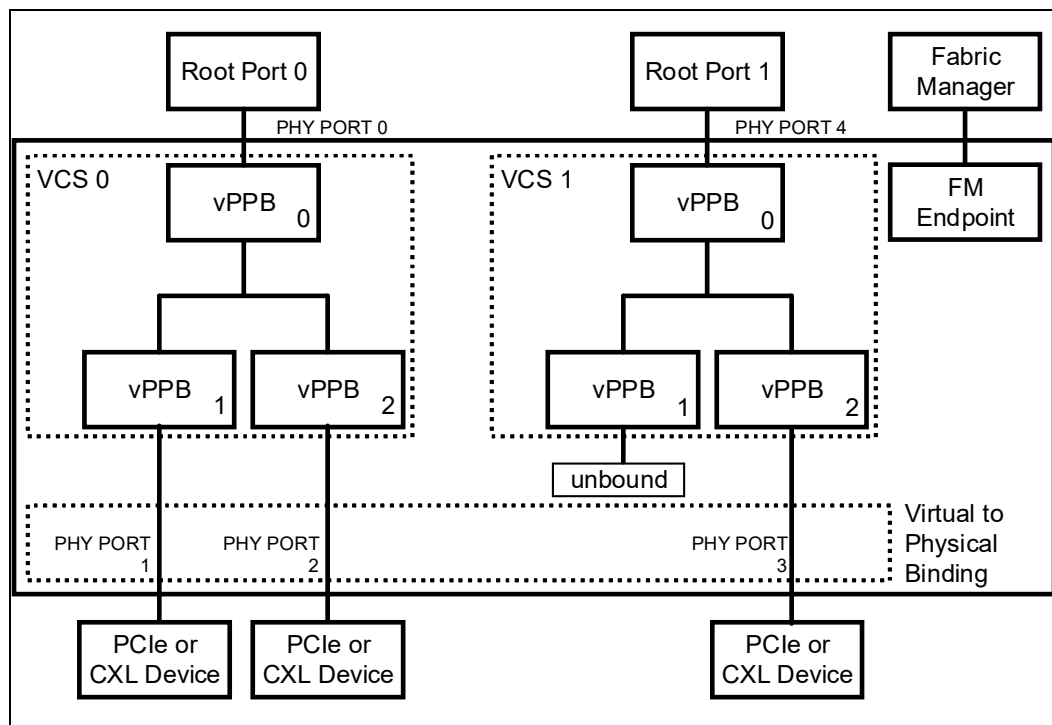 Root Port 0
Root Port 1
Fabric
Manager
PHY PORT 0
PHY PORT 4
VCS 0
vPPB
0
VCS 1
vPPB
0
FM
Endpoint
vPPB
1
vPPB
2
vPPB
1
vPPB
2
unbound
PHY PORT
1
PHY PORT
2
PHY PORT
3
Virtual to
Physical
Binding
PCIe or
CXL Device
PCIe or
CXL Device
PCIe or
CXL Device